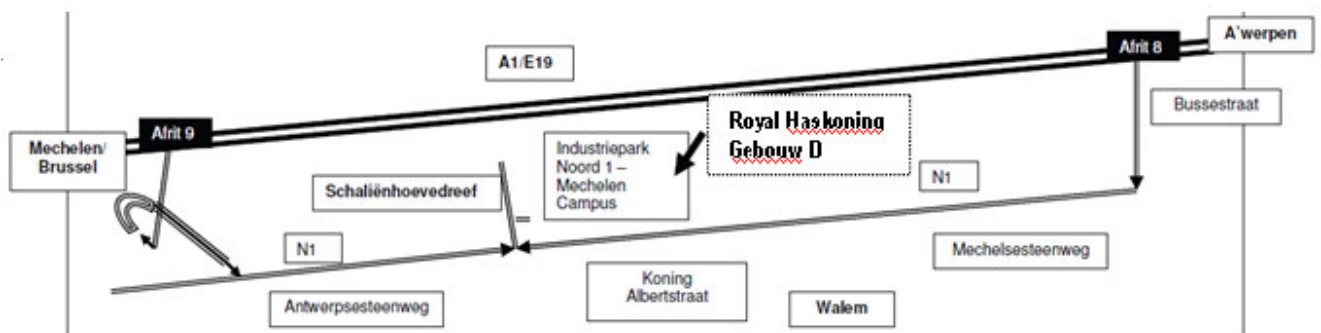 A'werpen
Afrit 8
A1/E19
Bussestraat
Royal Haskoning
Gebouw D
Afrit 9
Mechelen/
Brussel
Industriepark
Noord 1 –
Mechelen
Campus
Schaliënhoevedreef
N1
N1
Mechelsesteenweg
Koning
Albertstraat
Antwerpsesteenweg
Walem